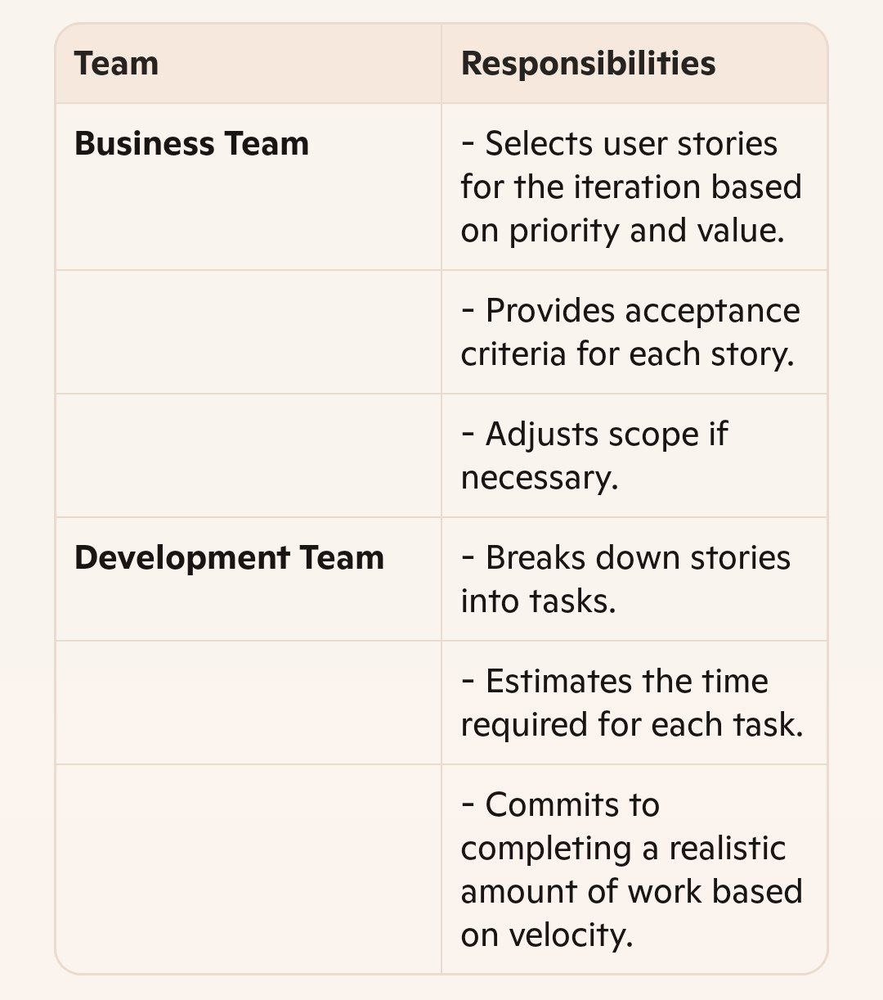 Team
Responsibilities
Business Team
- Selects user stories
for the iteration based
on priority and value.
- Provides acceptance
criteria for each story.
- Adjusts scope if
necessary.
Development Team
- Breaks down stories
into tasks.
- Estimates the time
required for each task.
- Commits to
completing a realistic
amount of work based
on velocity.